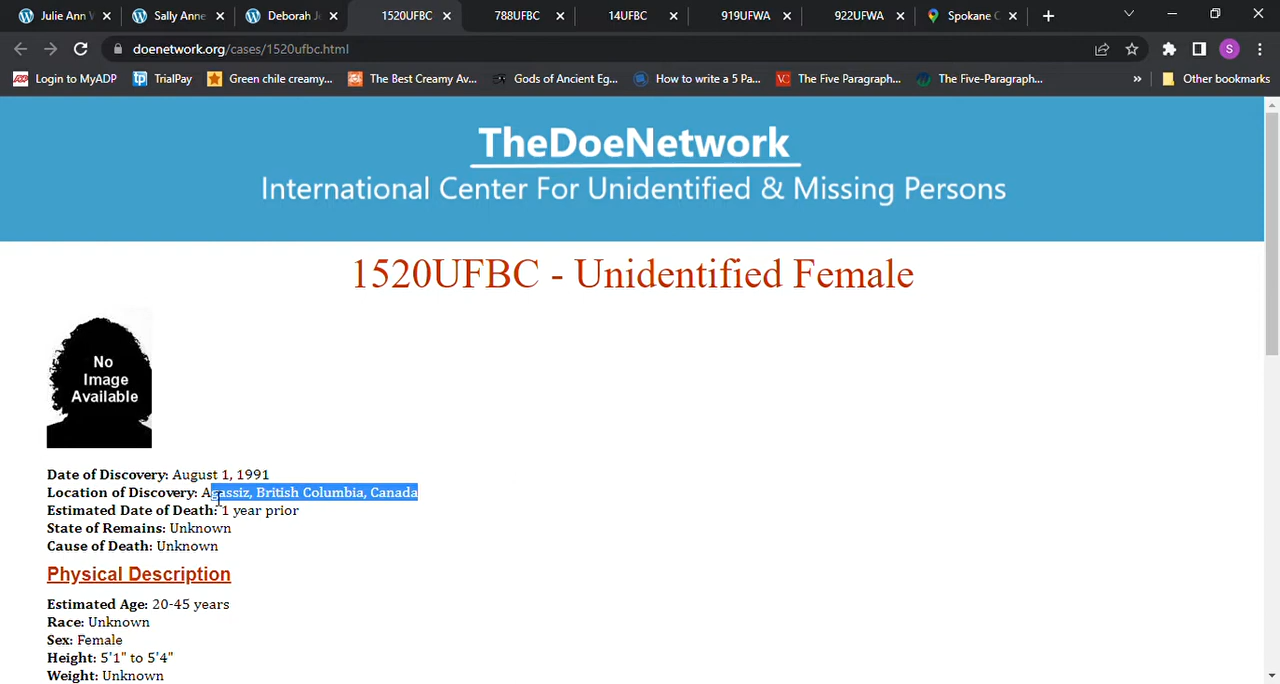 Julie Ann W
Sally Anne
Deborah J
1520UFBC
788UFBC
14UFBC
919UFWA
922UFWA
Spokane C
doenetwork.org/cases/1520ufbc.html
S
Login to MyADP
TrialPay
Green chile creamy...
The Best Creamy Av...
Gods of Ancient Eg...
How to write a 5 Pa...
The Five Paragraph...
The Five-Paragraph...
»
Other bookmarks
TheDoeNetwork
International Center For Unidentified & Missing Persons
1520UFBC - Unidentified Female
No
Image
Available
Date of Discovery: August 1, 1991
Location of Discovery: Agassiz, British Columbia, Canada
Estimated Date of Death: 1 year prior
State of Remains: Unknown
Cause of Death: Unknown
Physical Description
Estimated Age: 20-45 years
Race: Unknown
Sex: Female
Height: 5'1" to 5'4"
Weight: Unknown